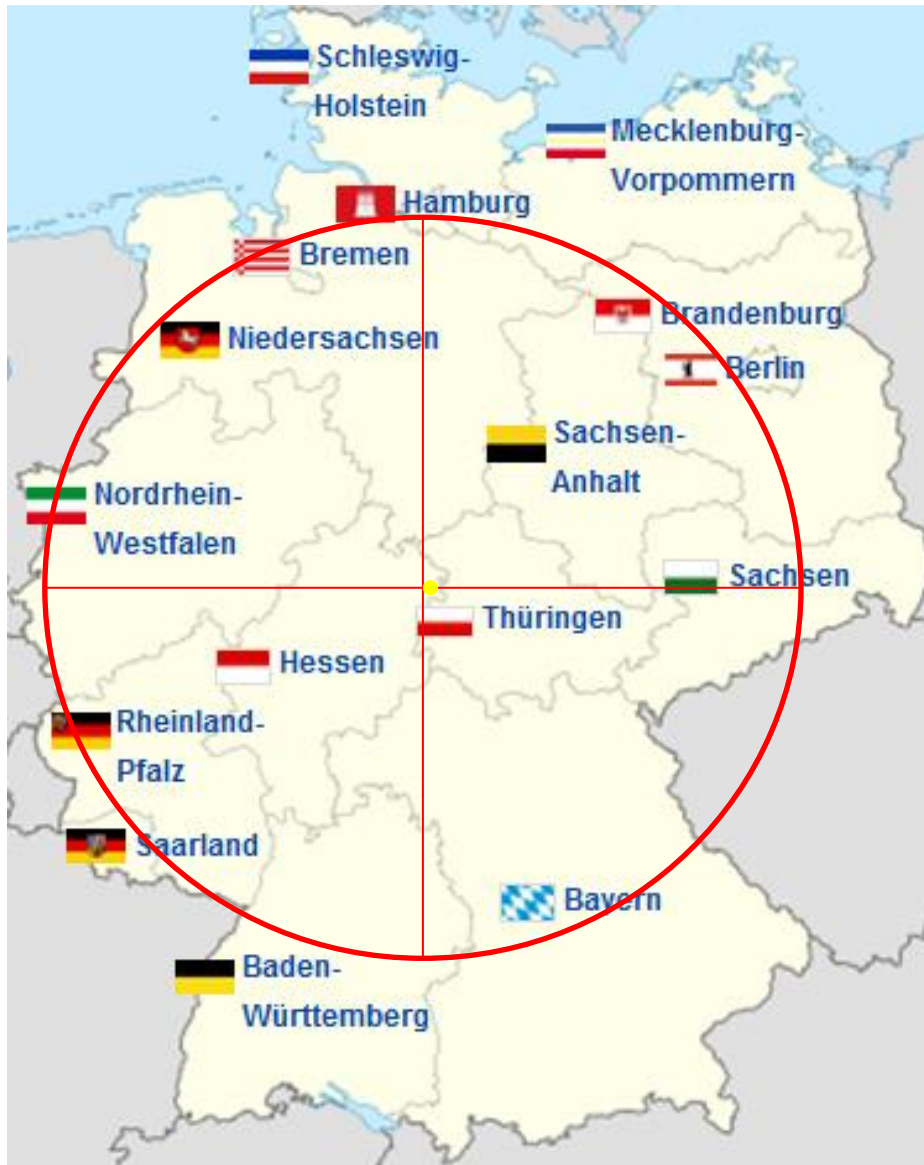 Schleswig-
Holstein
Mecklenburg-
Vorpommern
Hamburg
Bremen
Brandenburg
Niedersachsen
Berlin
Sachsen-
Anhalt
Nordrhein-
Westfalen
Sachsen
Thüringen
Hessen
Rheinland-
Pfalz
Saarland
Bayern
Baden-
Württemberg